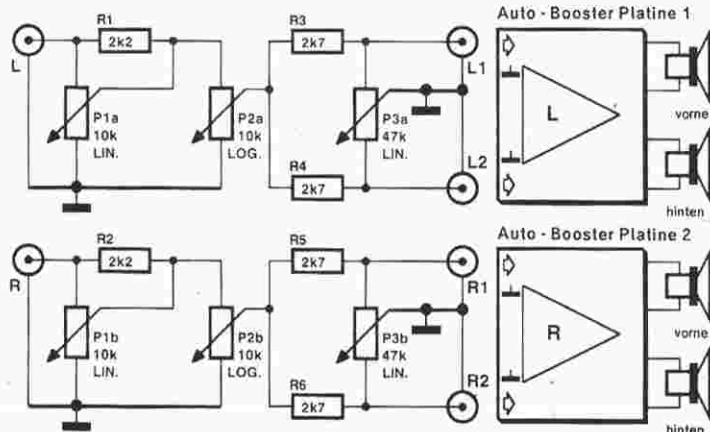 Auto - Booster Platine 1
R1
2k2
R3
2k7
L
L1
P1a
10k
LIN.
P2a
10k
LOG.
P3a
47k
LIN.
L
vorne
R4
2k7
L2
hinten
Auto - Booster Platine 2
R2
2k2
R5
2k7
R
R1
P1b
10k
LIN.
P2b
10k
LOG.
P3b
47k
LIN.
R
vorne
R6
2k7
R2
hinten